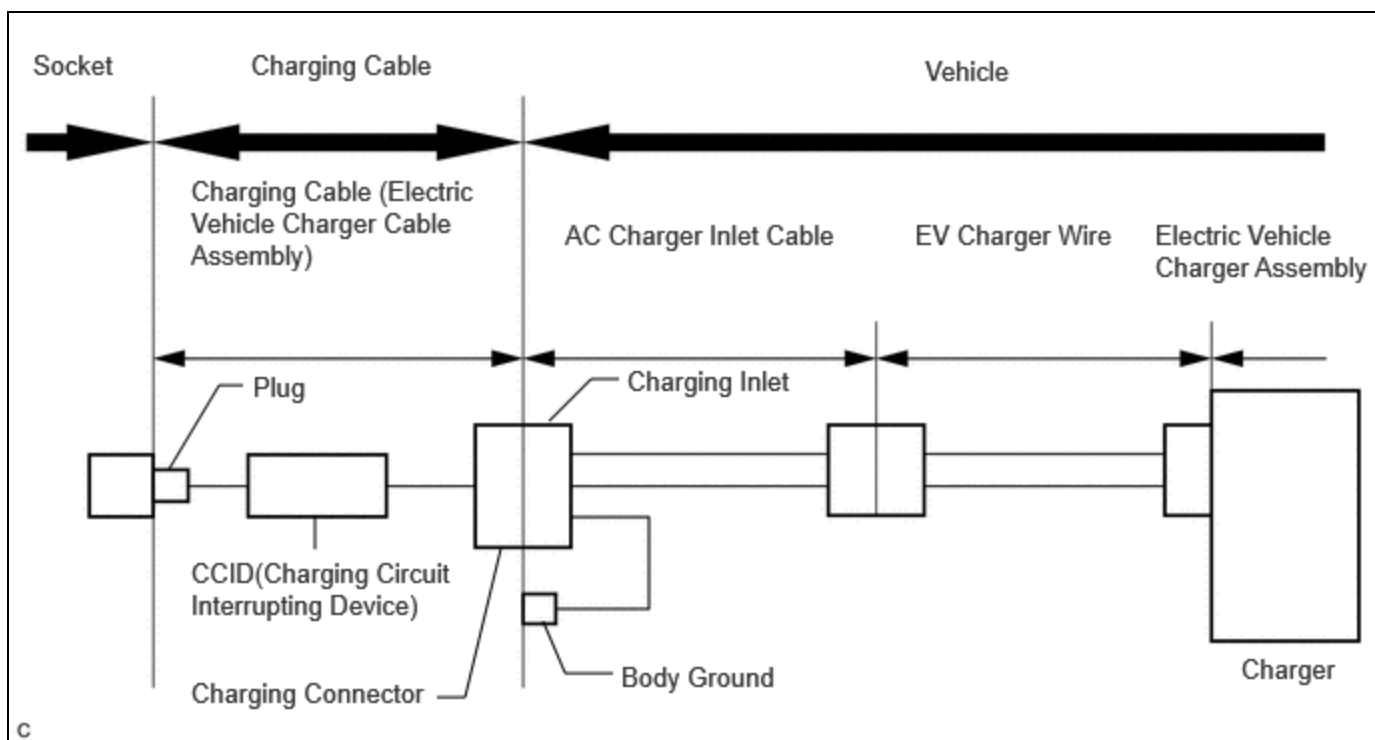 Socket
Charging Cable
Vehicle
Charging Cable (Electric
Vehicle Charger Cable
Assembly)
AC Charger Inlet Cable
EV Charger Wire
Electric Vehicle
Charger Assembly
Plug
Charging Inlet
CCID(Charging Circuit
Interrupting Device)
Charging Connector
Body Ground
Charger
C